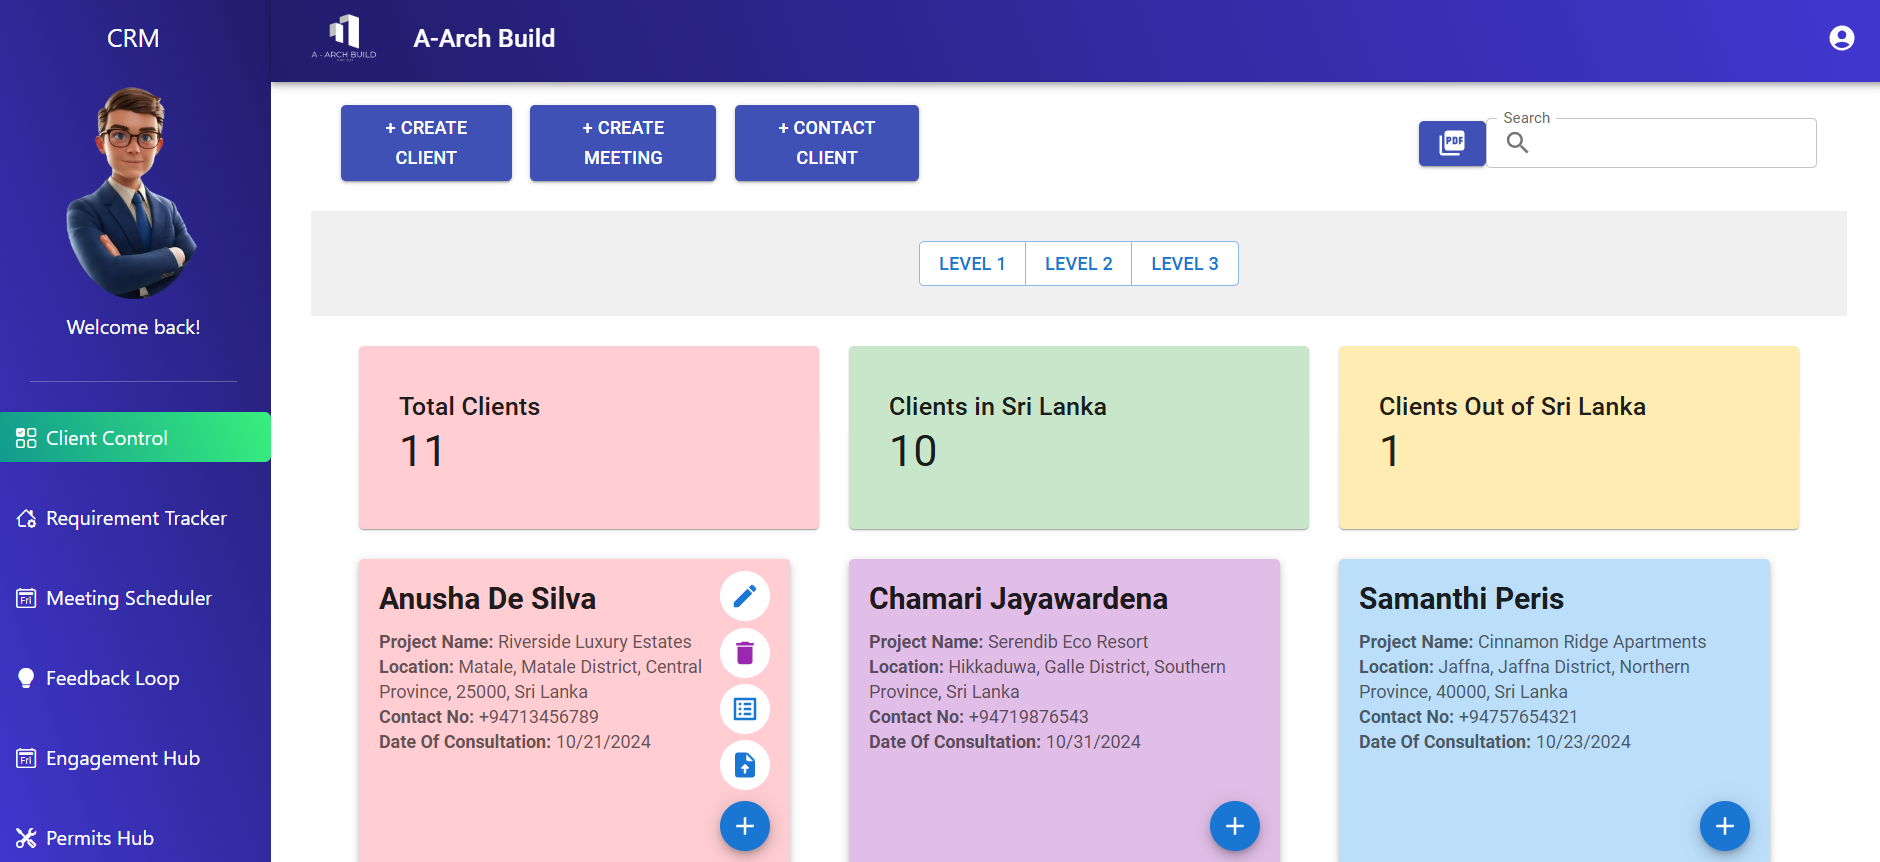 CRM
A - ARCH BUILD
A-Arch Build
Welcome back!
Client Control
Requirement Tracker
Fri
Meeting Scheduler
Feedback Loop
Fri
Engagement Hub
Permits Hub
+ CREATE
CLIENT
+ CREATE
MEETING
+ CONTACT
CLIENT
PDF
Search
LEVEL 1
LEVEL 2
LEVEL 3
Total Clients
11
Clients in Sri Lanka
10
Clients Out of Sri Lanka
1
Anusha De Silva
Project Name: Riverside Luxury Estates
Location: Matale, Matale District, Central
Province, 25000, Sri Lanka
Contact No: +94713456789
Date Of Consultation: 10/21/2024
Chamari Jayawardena
Project Name: Serendib Eco Resort
Location: Hikkaduwa, Galle District, Southern
Province, Sri Lanka
Contact No: +94719876543
Date Of Consultation: 10/31/2024
Samanthi Peris
Project Name: Cinnamon Ridge Apartments
Location: Jaffna, Jaffna District, Northern
Province, 40000, Sri Lanka
Contact No: +94757654321
Date Of Consultation: 10/23/2024